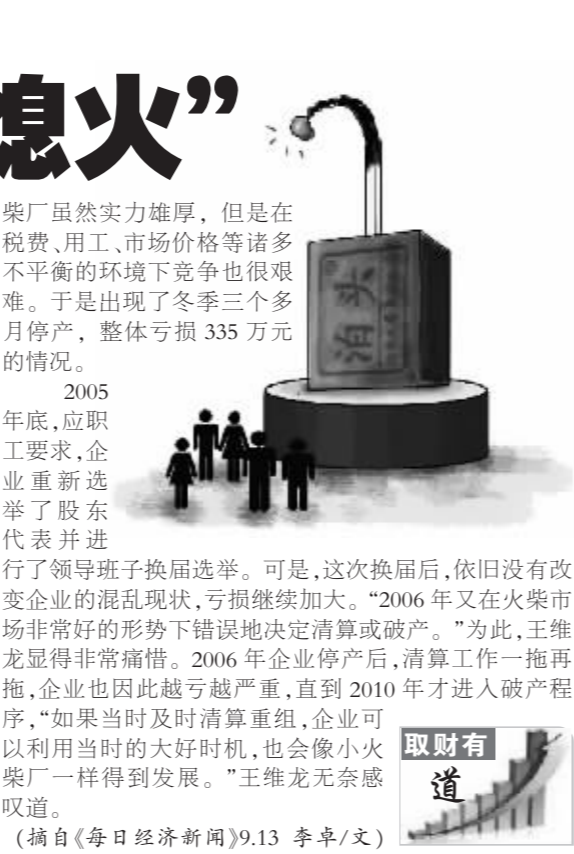 熄火”
柴厂虽然实力雄厚，但是在
税费、用工、市场价格等诸多
不平衡的环境下竞争也很艰
难。于是出现了冬季三个多
月停产，整体亏损 335 万元
的情况。
2005
年底，应职
工要求，企
业重新选
举了股东
代表并进
行了领导班子换届选举。可是，这次换届后，依旧没有改
变企业的混乱现状，亏损继续加大。“2006 年又在火柴市
场非常好的形势下错误地决定清算或破产。”为此，王维
龙显得非常痛惜。2006 年企业停产后，清算工作一拖再
拖，企业也因此越亏越严重，直到 2010 年才进入破产程
序，“如果当时及时清算重组，企业可
以利用当时的大好时机，也会像小火
柴厂一样得到发展。”王维龙无奈感
叹道。
(摘自《每日经济新闻》9.13 李卓/文)
泊头
取财有
道